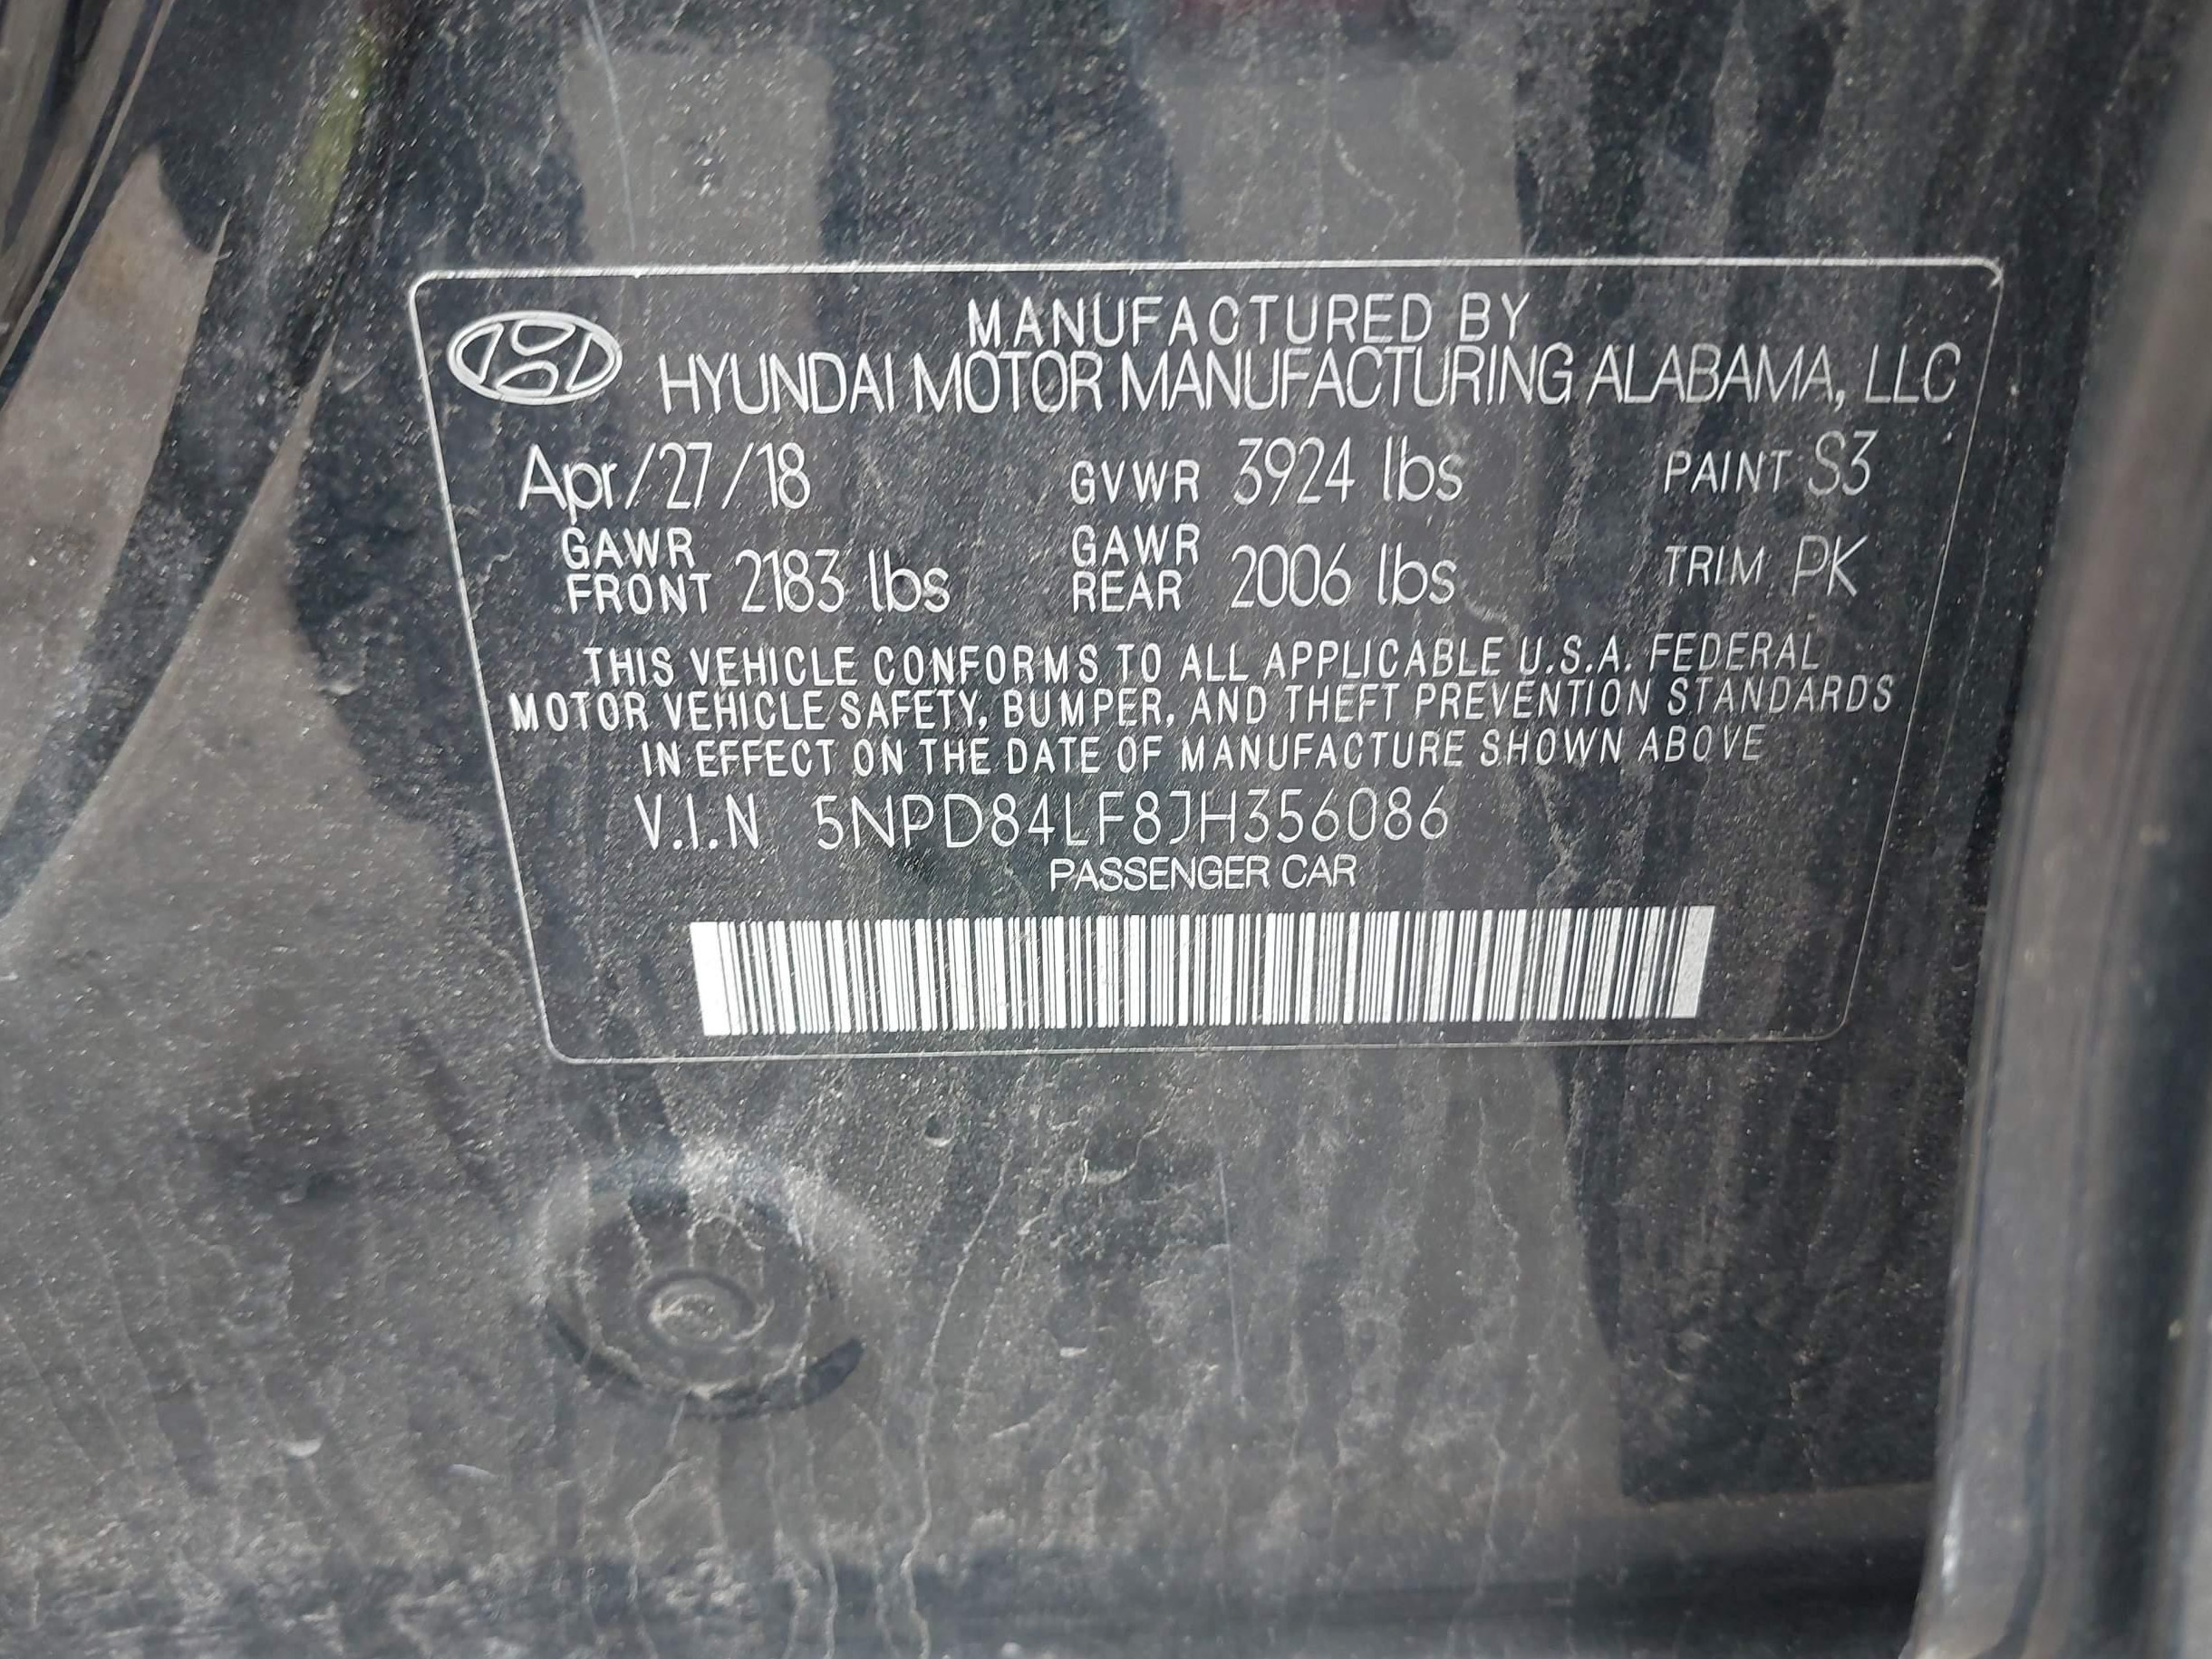 MANUFACTURED BY
HYUNDAI MOTOR MANUFACTURING ALABAMA, LLC
Apr/27/18 GVWR 3924 lbs PAINT S3
GAWR FRONT 2183 lbs GAWR REAR 2006 lbs TRIM PK
THIS VEHICLE CONFORMS TO ALL APPLICABLE U.S.A. FEDERAL
MOTOR VEHICLE SAFETY, BUMPER, AND THEFT PREVENTION STANDARDS
IN EFFECT ON THE DATE OF MANUFACTURE SHOWN ABOVE
V.I.N 5NPD84LF8JH356086
PASSENGER CAR